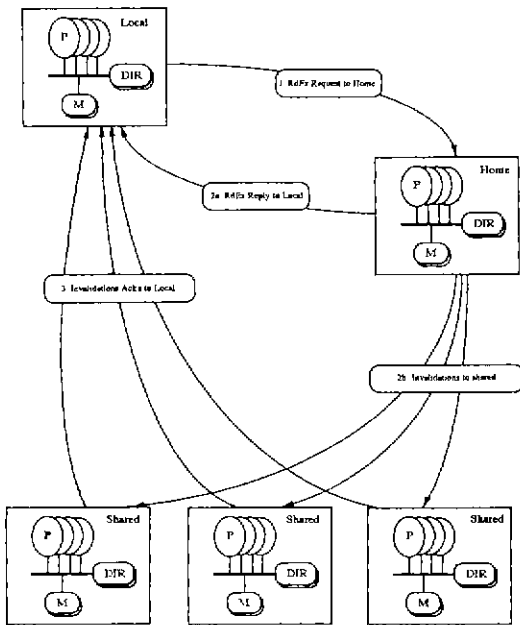 Local
P
DIR
M
1 RdEx Request to Home
Home
P
2a RdEx Reply to Local
DIR
M
3 Invalidations Acks to Local
2b Invalidations to shared
Shared
Shared
Shared
P
P
P
DIR
DIR
DIR
M
M
M